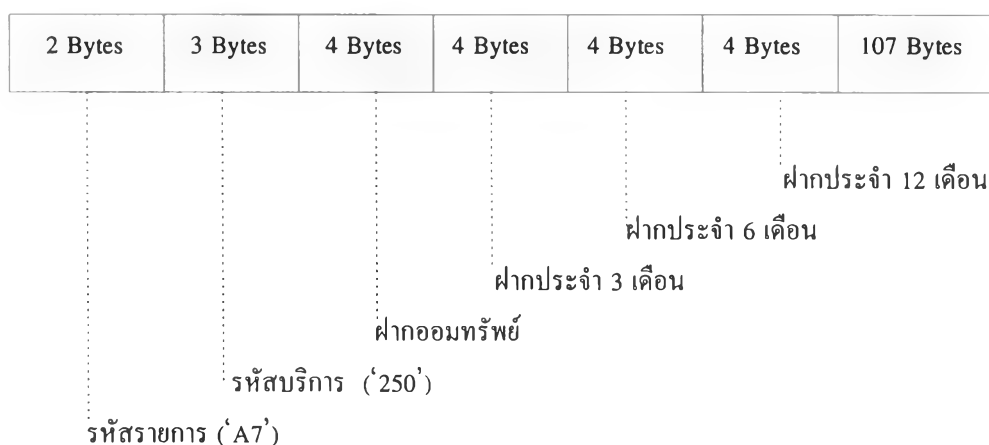 2 Bytes 3 Bytes 4 Bytes 4 Bytes 4 Bytes 4 Bytes 107 Bytes
ฝากประจำ 12 เดือน
ฝากประจำ 6 เดือน
ฝากประจำ 3 เดือน
ฝากออมทรัพย์
รหัสบริการ (‘250’)
รหัสรายการ (‘A7’)